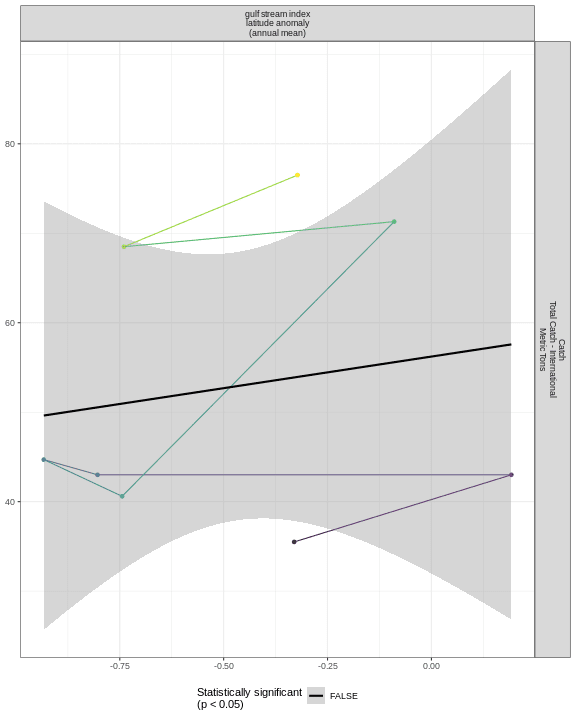 gulf stream index
latitude anomaly
(annual mean)
80
60
40
-0.75
-0.50
-0.25
0.00
Catch
Total Catch - International
Metric Tons
Statistically significant
(p < 0.05)
FALSE